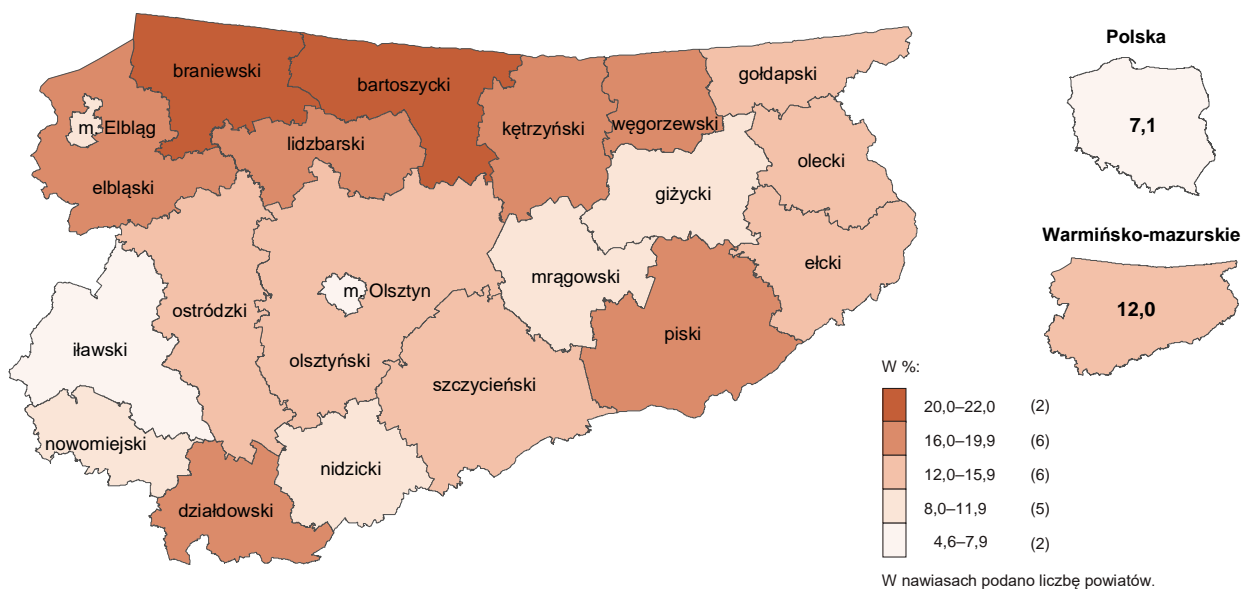 Polska
7,1
Warmińsko-mazurskie
12,0
braniewski
bartoszycki
gołdapski
m. Elbląg
lidzbarski
kętrzyński
węgorzewski
olecki
elbląski
giżycki
mrągowski
ełcki
m. Olsztyn
ostródzki
iławski
olsztyński
piski
szczycieński
nowomiejski
nidzicki
działdowski
W %:
20,0–22,0 (2)
16,0–19,9 (6)
12,0–15,9 (6)
8,0–11,9 (5)
4,6–7,9 (2)
W nawiasach podano liczbę powiatów.